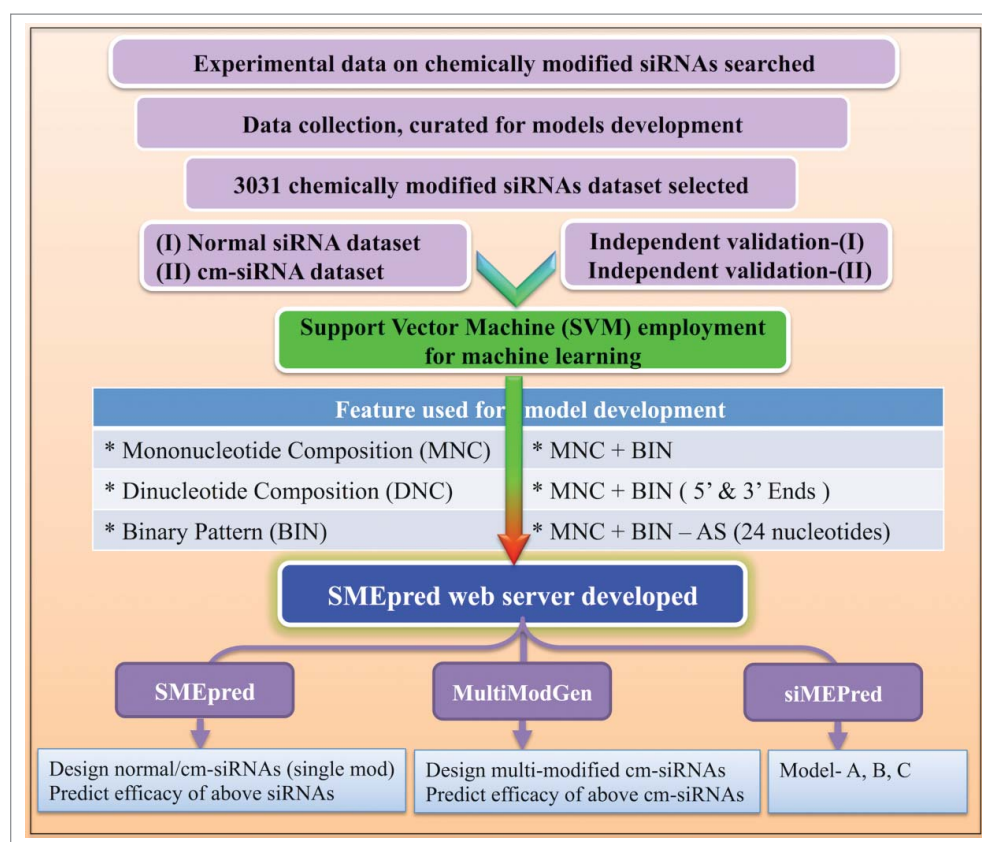 Experimental data on chemically modified siRNAs searched
Data collection, curated for models development
3031 chemically modified siRNAs dataset selected
(I) Normal siRNA dataset
(II) cm-siRNA dataset
Independent validation-(I)
Independent validation-(II)
Support Vector Machine (SVM) employment
for machine learning
Feature used for model development
* Mononucleotide Composition (MNC)
* MNC + BIN
* Dinucleotide Composition (DNC)
* MNC + BIN ( 5’ & 3’ Ends )
* Binary Pattern (BIN)
* MNC + BIN – AS (24 nucleotides)
SMEpred web server developed
SMEpred
MultiModGen
siMEPred
Design normal/cm-siRNAs (single mod)
Predict efficacy of above siRNAs
Design multi-modified cm-siRNAs
Predict efficacy of above cm-siRNAs
Model- A, B, C